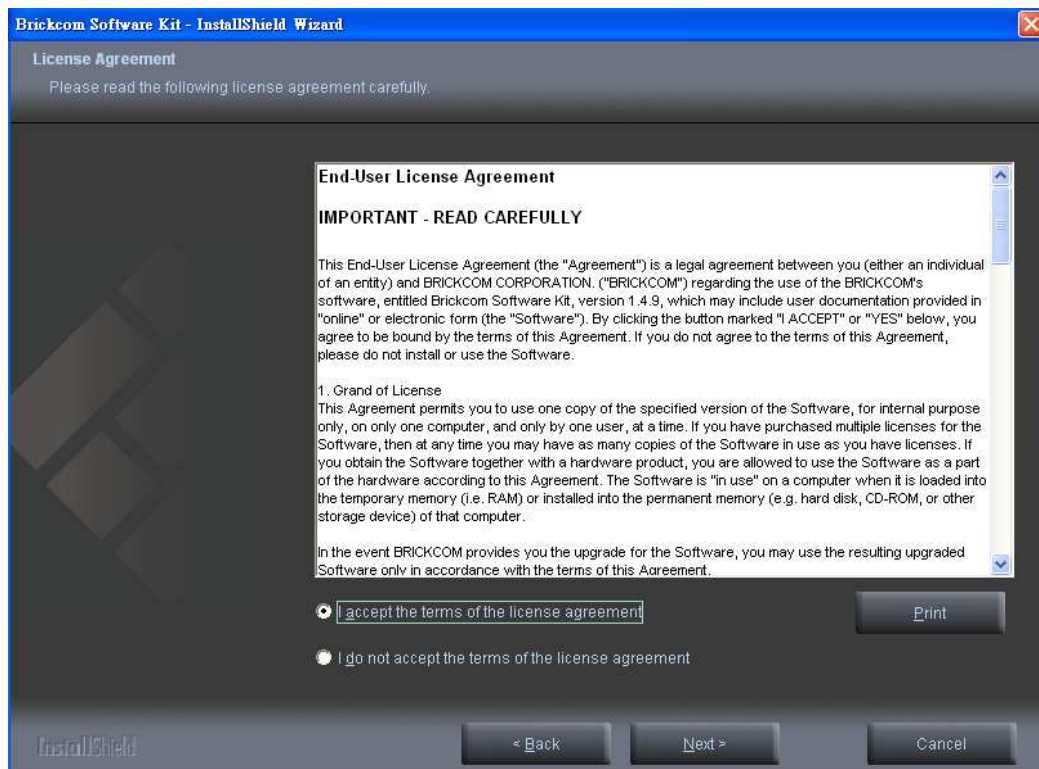 Brickcom Software Kit - InstallShield Wizard
License Agreement
Please read the following license agreement carefully.
End-User License Agreement
IMPORTANT - READ CAREFULLY
This End-User License Agreement (the "Agreement") is a legal agreement between you (either an individual
of an entity) and BRICKCOM CORPORATION. ("BRICKCOM") regarding the use of the BRICKCOM's
software, entitled Brickcom Software Kit, version 1.4.9, which may include user documentation provided in
"online" or electronic form (the "Software"). By clicking the button marked "I ACCEPT" or "YES" below, you
agree to be bound by the terms of this Agreement. If you do not agree to the terms of this Agreement,
please do not install or use the Software.
1. Grand of License
This Agreement permits you to use one copy of the specified version of the Software, for internal purpose
only, on only one computer, and only by one user, at a time. If you have purchased multiple licenses for the
Software, then at any time you may have as many copies of the Software in use as you have licenses. If
you obtain the Software together with a hardware product, you are allowed to use the Software as a part
of the hardware according to this Agreement. The Software is "in use" on a computer when it is loaded into
the temporary memory (i.e. RAM) or installed into the permanent memory (e.g. hard disk, CD-ROM, or other
storage device) of that computer.
In the event BRICKCOM provides you the upgrade for the Software, you may use the resulting upgraded
Software only in accordance with the terms of this Agreement.
I accept the terms of the license agreement
Print
I do not accept the terms of the license agreement
InstallShield
< Back
Next >
Cancel